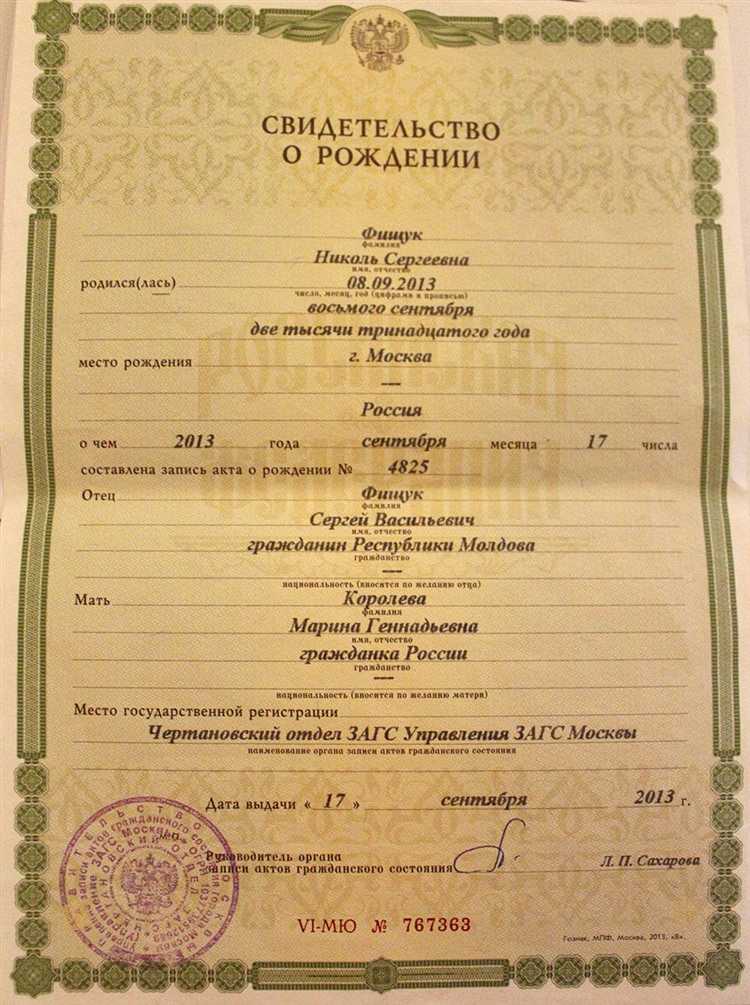 СВИДЕТЕЛЬСТВО
О РОЖДЕНИИ
Фищук
фамилия
Николь Сергеевна
имя, отчество
родился(лась) 08.09.2013
число, месяц, год (цифрами и прописью)
восьмого сентября
две тысячи тринадцатого года
место рождения г. Москва
---
Россия
о чем 2013 года сентября месяца 17 числа
составлена запись акта о рождении № 4825
Отец Фищук
фамилия
Сергей Васильевич
имя, отчество
гражданин Республики Молдова
гражданство
---
национальность (вносится по желанию отца)
Мать Королева
фамилия
Марина Геннадьевна
имя, отчество
гражданка России
гражданство
---
национальность (вносится по желанию матери)
Место государственной регистрации
Чертановский отдел ЗАГС Управления ЗАГС Москвы
наименование органа записи актов гражданского состояния
Дата выдачи « 17 » сентября 2013 г.
М.П.
Руководитель органа
записи актов гражданского состояния Л. П. Сахарова
VI-МЮ № 767363
Гознак, МПФ, Москва, 2013, «В».